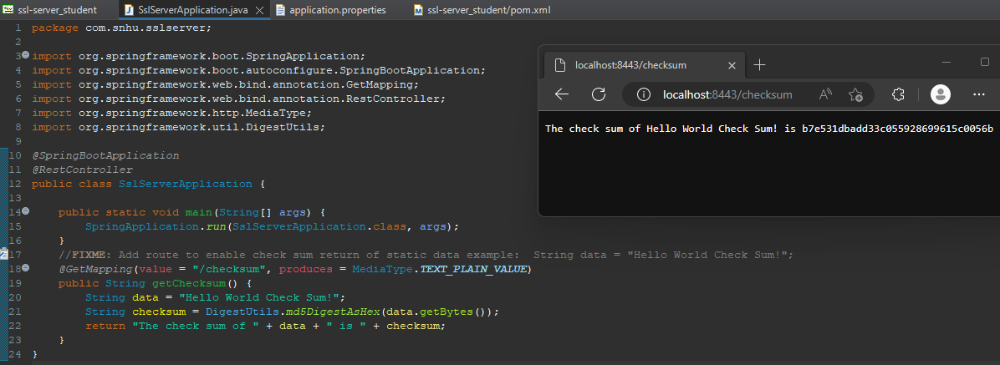 ssl-server_student
SslServerApplication.java
application.properties
ssl-server_student/pom.xml
1 package com.snhu.sslserver;
2
3 import org.springframework.boot.SpringApplication;
4 import org.springframework.boot.autoconfigure.SpringBootApplication;
5 import org.springframework.web.bind.annotation.GetMapping;
6 import org.springframework.web.bind.annotation.RestController;
7 import org.springframework.http.MediaType;
8 import org.springframework.util.DigestUtils;
9
10 @SpringBootApplication
11 @RestController
12 public class SslServerApplication {
13
14 public static void main(String[] args) {
15 SpringApplication.run(SslServerApplication.class, args);
16 }
17 //FIXME: Add route to enable check sum return of static data example:  String data = "Hello World Check Sum!";
18 @GetMapping(value = "/checksum", produces = MediaType.TEXT_PLAIN_VALUE)
19 public String getChecksum() {
20 String data = "Hello World Check Sum!";
21 String checksum = DigestUtils.md5DigestAsHex(data.getBytes());
22 return "The check sum of " + data + " is " + checksum;
23 }
24 }
localhost:8443/checksum
localhost:8443/checksum
The check sum of Hello World Check Sum! is b7e531dbadd33c055928699615c0056b